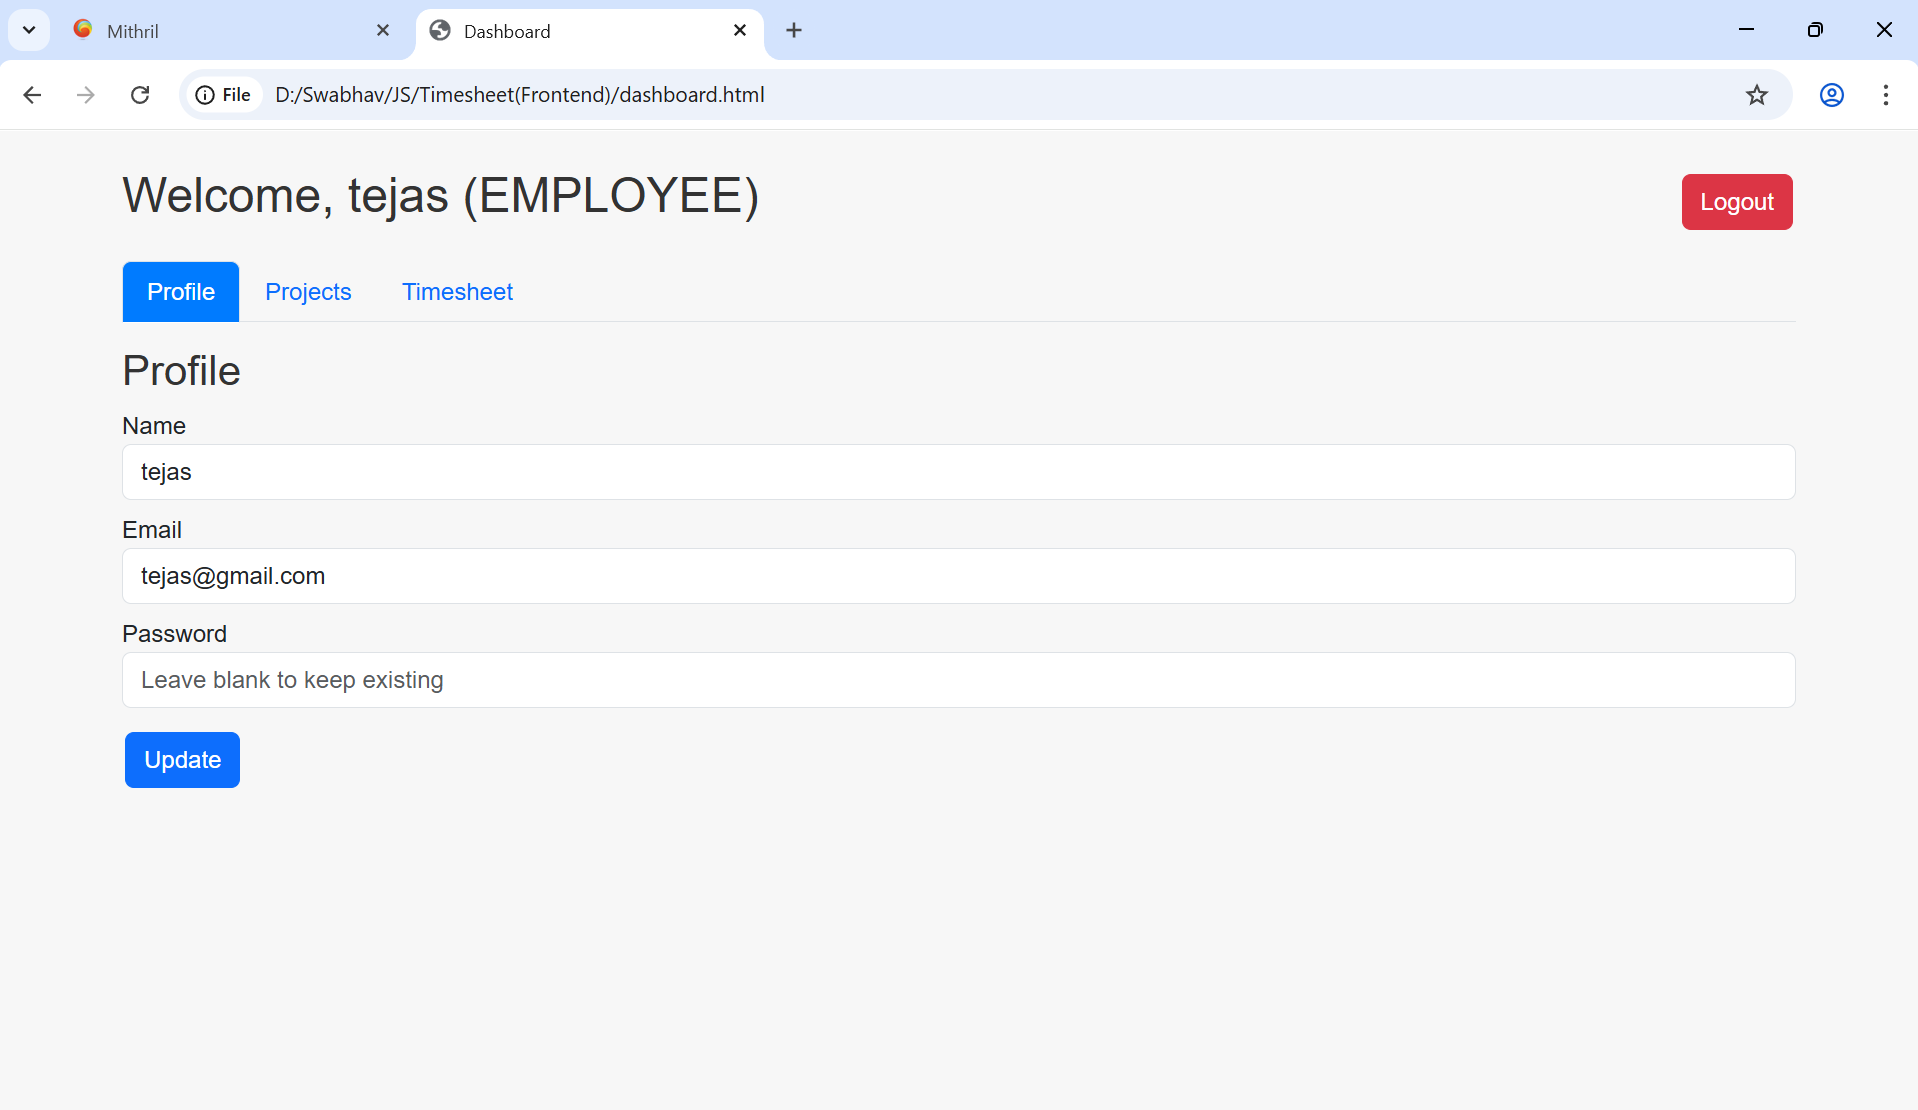 Mithril
Dashboard
File D:/Swabhav/JS/Timesheet(Frontend)/dashboard.html
Welcome, tejas (EMPLOYEE)
Logout
Profile Projects Timesheet
Profile
Name
tejas
Email
tejas@gmail.com
Password
Leave blank to keep existing
Update